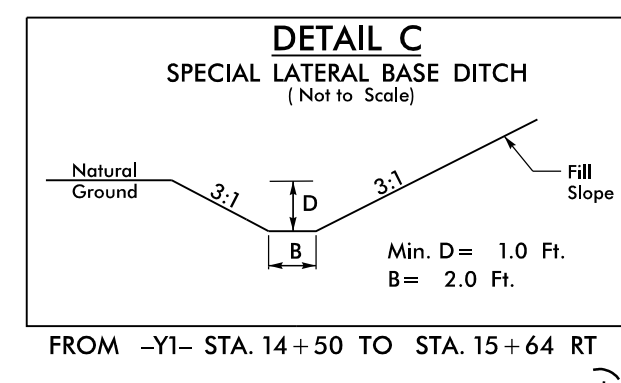 DETAIL C
SPECIAL LATERAL BASE DITCH
( Not to Scale)
Natural
Ground
3:1
D
3:1
Fill
Slope
B
Min. D= 1.0 Ft.
B= 2.0 Ft.
FROM -Y1- STA. 14+50 TO STA. 15+64 RT